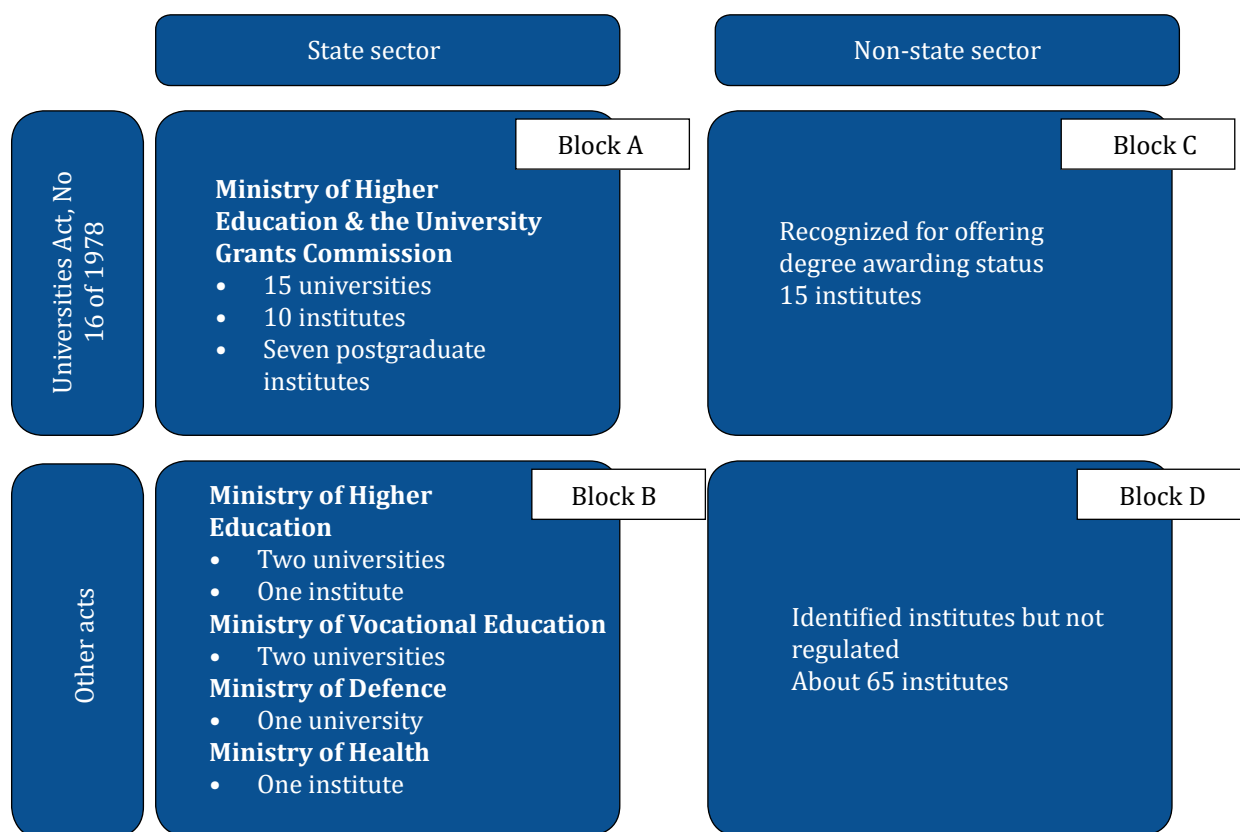 State sector
Non-state sector
Universities Act, No
16 of 1978
Block A
Ministry of Higher
Education & the University
Grants Commission
• 15 universities
• 10 institutes
• Seven postgraduate
institutes
Block C
Recognized for offering
degree awarding status
15 institutes
Other acts
Block B
Ministry of Higher
Education
• Two universities
• One institute
Ministry of Vocational Education
• Two universities
Ministry of Defence
• One university
Ministry of Health
• One institute
Block D
Identified institutes but not
regulated
About 65 institutes